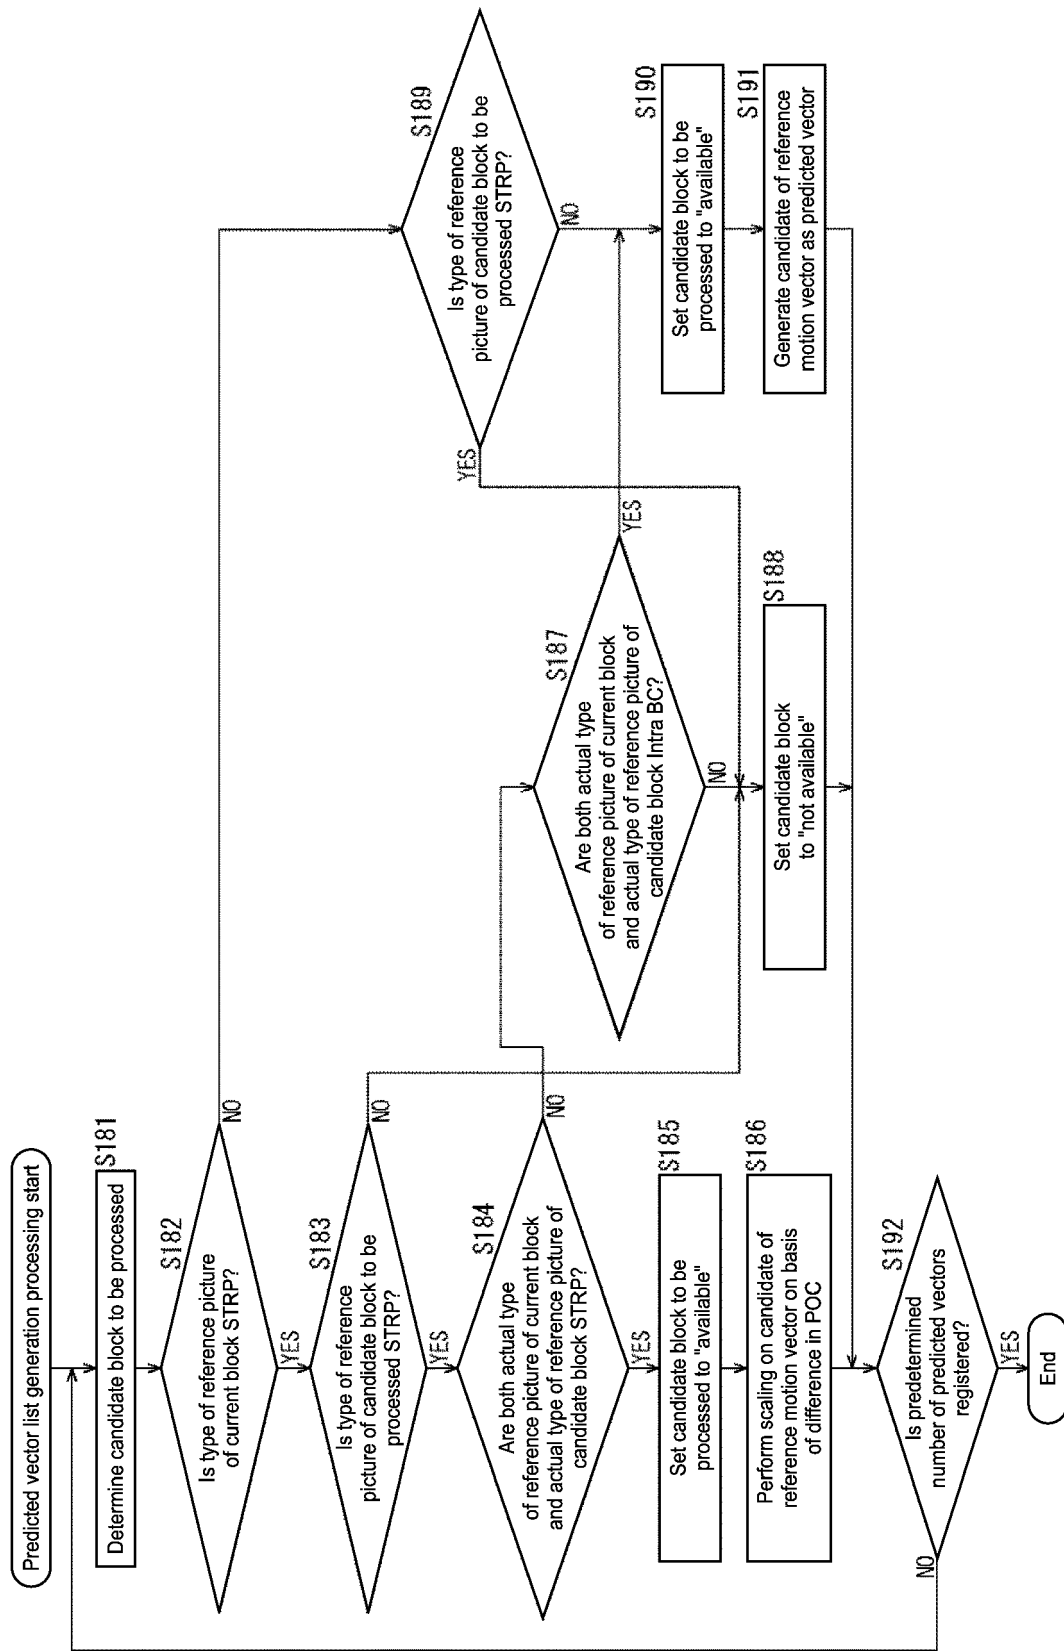 Predicted vector list generation processing start
S181
Determine candidate block to be processed
S182
Is type of reference picture
of current block STRP?
NO
YES
S183
Is type of reference
picture of candidate block to be
processed STRP?
NO
YES
S184
Are both actual type
of reference picture of current block
and actual type of reference picture of
candidate block STRP?
NO
YES
S185
Set candidate block to be
processed to "available"
S186
Perform scaling on candidate of
reference motion vector on basis
of difference in POC
S187
Are both actual type
of reference picture of current block
and actual type of reference picture of
candidate block Intra BC?
YES
NO
S188
Set candidate block
to "not available"
S189
Is type of reference
picture of candidate block to be
processed STRP?
YES
NO
S190
Set candidate block to be
processed to "available"
S191
Generate candidate of reference
motion vector as predicted vector
S192
Is predetermined
number of predicted vectors
registered?
NO
YES
End